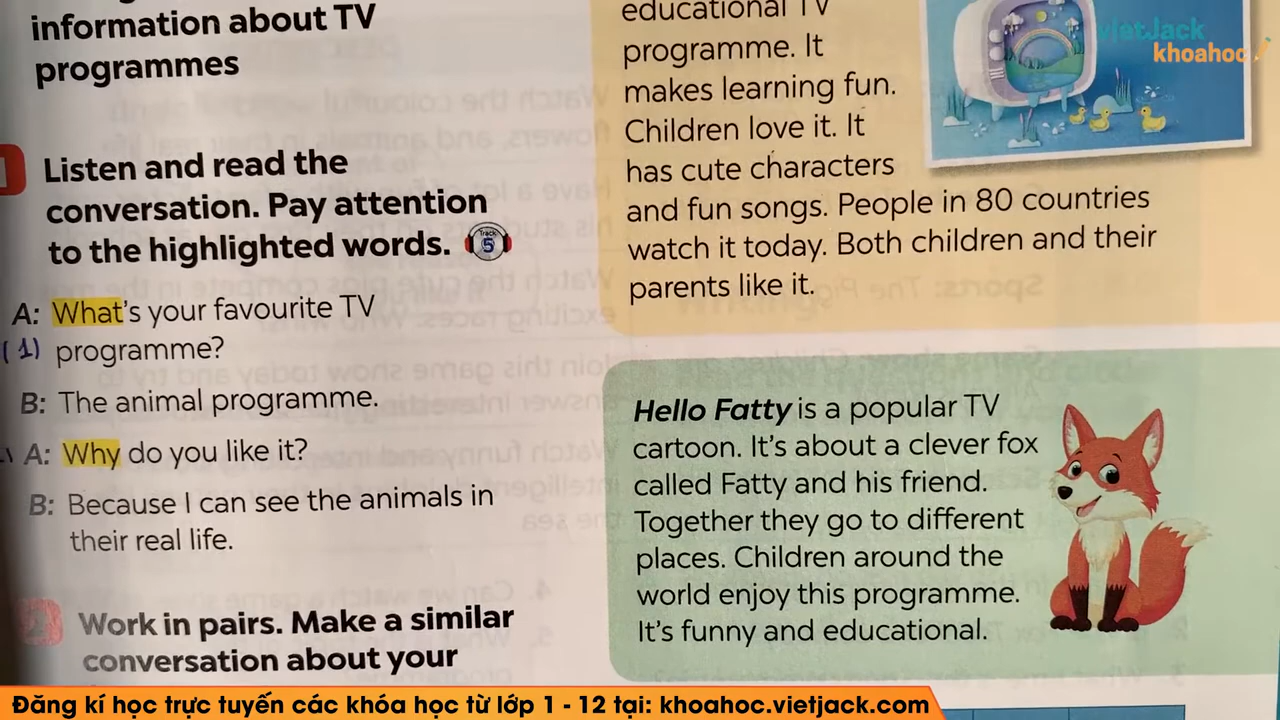 information about TV
programmes
1
Listen and read the
conversation. Pay attention
to the highlighted words.
Track
5
A: What's your favourite TV
(1) programme?
B: The animal programme.
A: Why do you like it?
B: Because I can see the animals in
their real life.
2
Work in pairs. Make a similar
conversation about your
educational TV
programme. It
makes learning fun.
Children love it. It
has cute characters
and fun songs. People in 80 countries
watch it today. Both children and their
parents like it.
Hello Fatty is a popular TV
cartoon. It's about a clever fox
called Fatty and his friend.
Together they go to different
places. Children around the
world enjoy this programme.
It's funny and educational.
vietJack
khoahoc
Đăng kí học trực tuyến các khóa học từ lớp 1 - 12 tại: khoahoc.vietjack.com